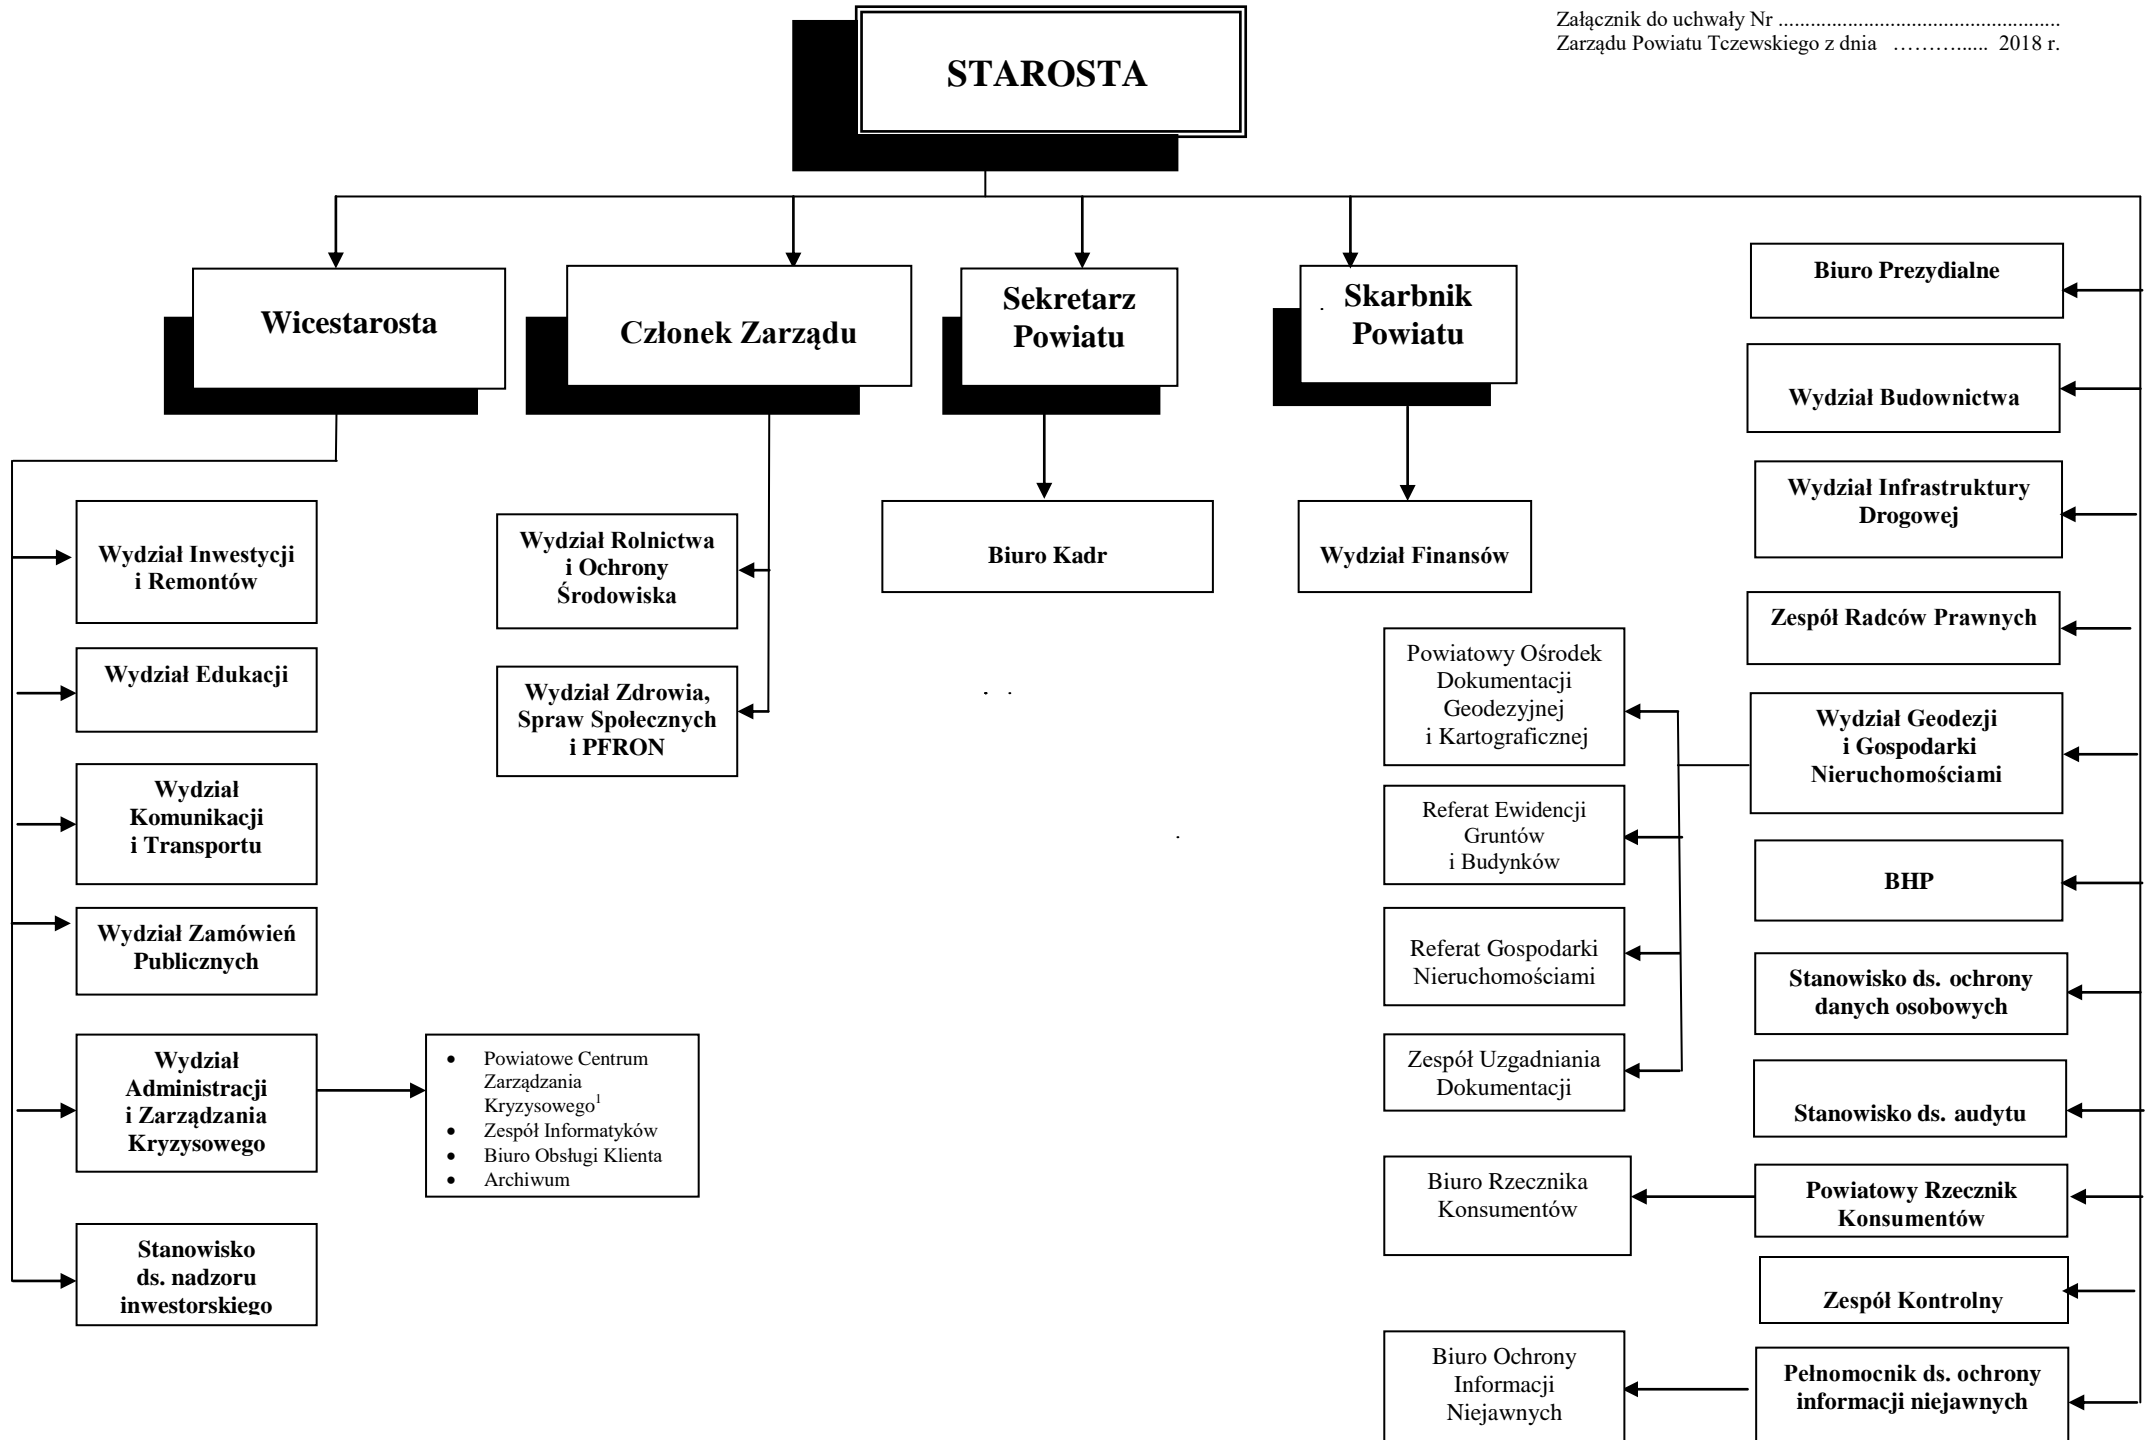 Załącznik do uchwały Nr .....................................................
Zarządu Powiatu Tczewskiego z dnia ………...... 2018 r.
STAROSTA
Wicestarosta
Członek Zarządu
Sekretarz
Powiatu
Skarbnik
Powiatu
Wydział Inwestycji
i Remontów
Wydział Edukacji
Wydział
Komunikacji
i Transportu
Wydział Zamówień
Publicznych
Wydział
Administracji
i Zarządzania
Kryzysowego
• Powiatowe Centrum
Zarządzania
Kryzysowego¹
• Zespół Informatyków
• Biuro Obsługi Klienta
• Archiwum
Stanowisko
ds. nadzoru
inwestorskiego
Wydział Rolnictwa
i Ochrony
Środowiska
Wydział Zdrowia,
Spraw Społecznych
i PFRON
Biuro Kadr
Wydział Finansów
Biuro Prezydialne
Wydział Budownictwa
Wydział Infrastruktury
Drogowej
Zespół Radców Prawnych
Wydział Geodezji
i Gospodarki
Nieruchomościami
Powiatowy Ośrodek
Dokumentacji
Geodezyjnej
i Kartograficznej
Referat Ewidencji
Gruntów
i Budynków
Referat Gospodarki
Nieruchomościami
Zespół Uzgadniania
Dokumentacji
BHP
Stanowisko ds. ochrony
danych osobowych
Stanowisko ds. audytu
Powiatowy Rzecznik
Konsumentów
Biuro Rzecznika
Konsumentów
Zespół Kontrolny
Pełnomocnik ds. ochrony
informacji niejawnych
Biuro Ochrony
Informacji
Niejawnych